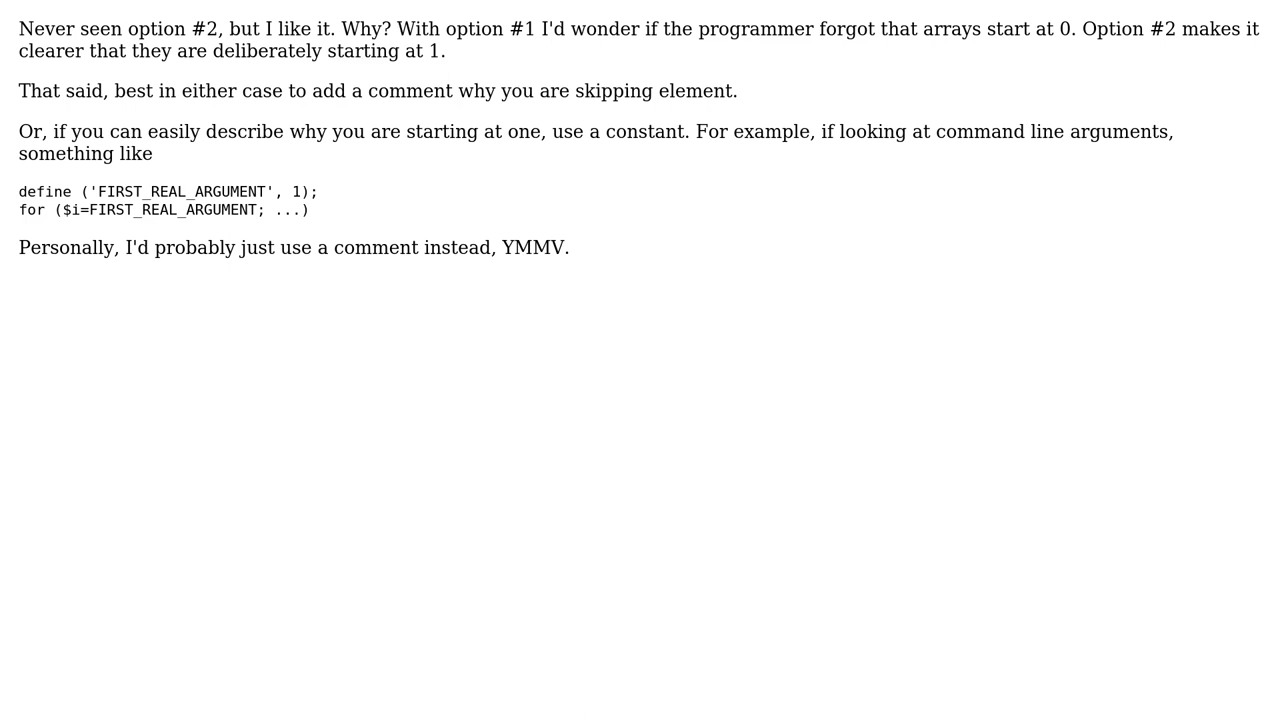 Never seen option #2, but I like it. Why? With option #1 I'd wonder if the programmer forgot that arrays start at 0. Option #2 makes it
clearer that they are deliberately starting at 1.
That said, best in either case to add a comment why you are skipping element.
Or, if you can easily describe why you are starting at one, use a constant. For example, if looking at command line arguments,
something like
define ('FIRST_REAL_ARGUMENT', 1);
for ($i=FIRST_REAL_ARGUMENT; ...)
Personally, I'd probably just use a comment instead, YMMV.